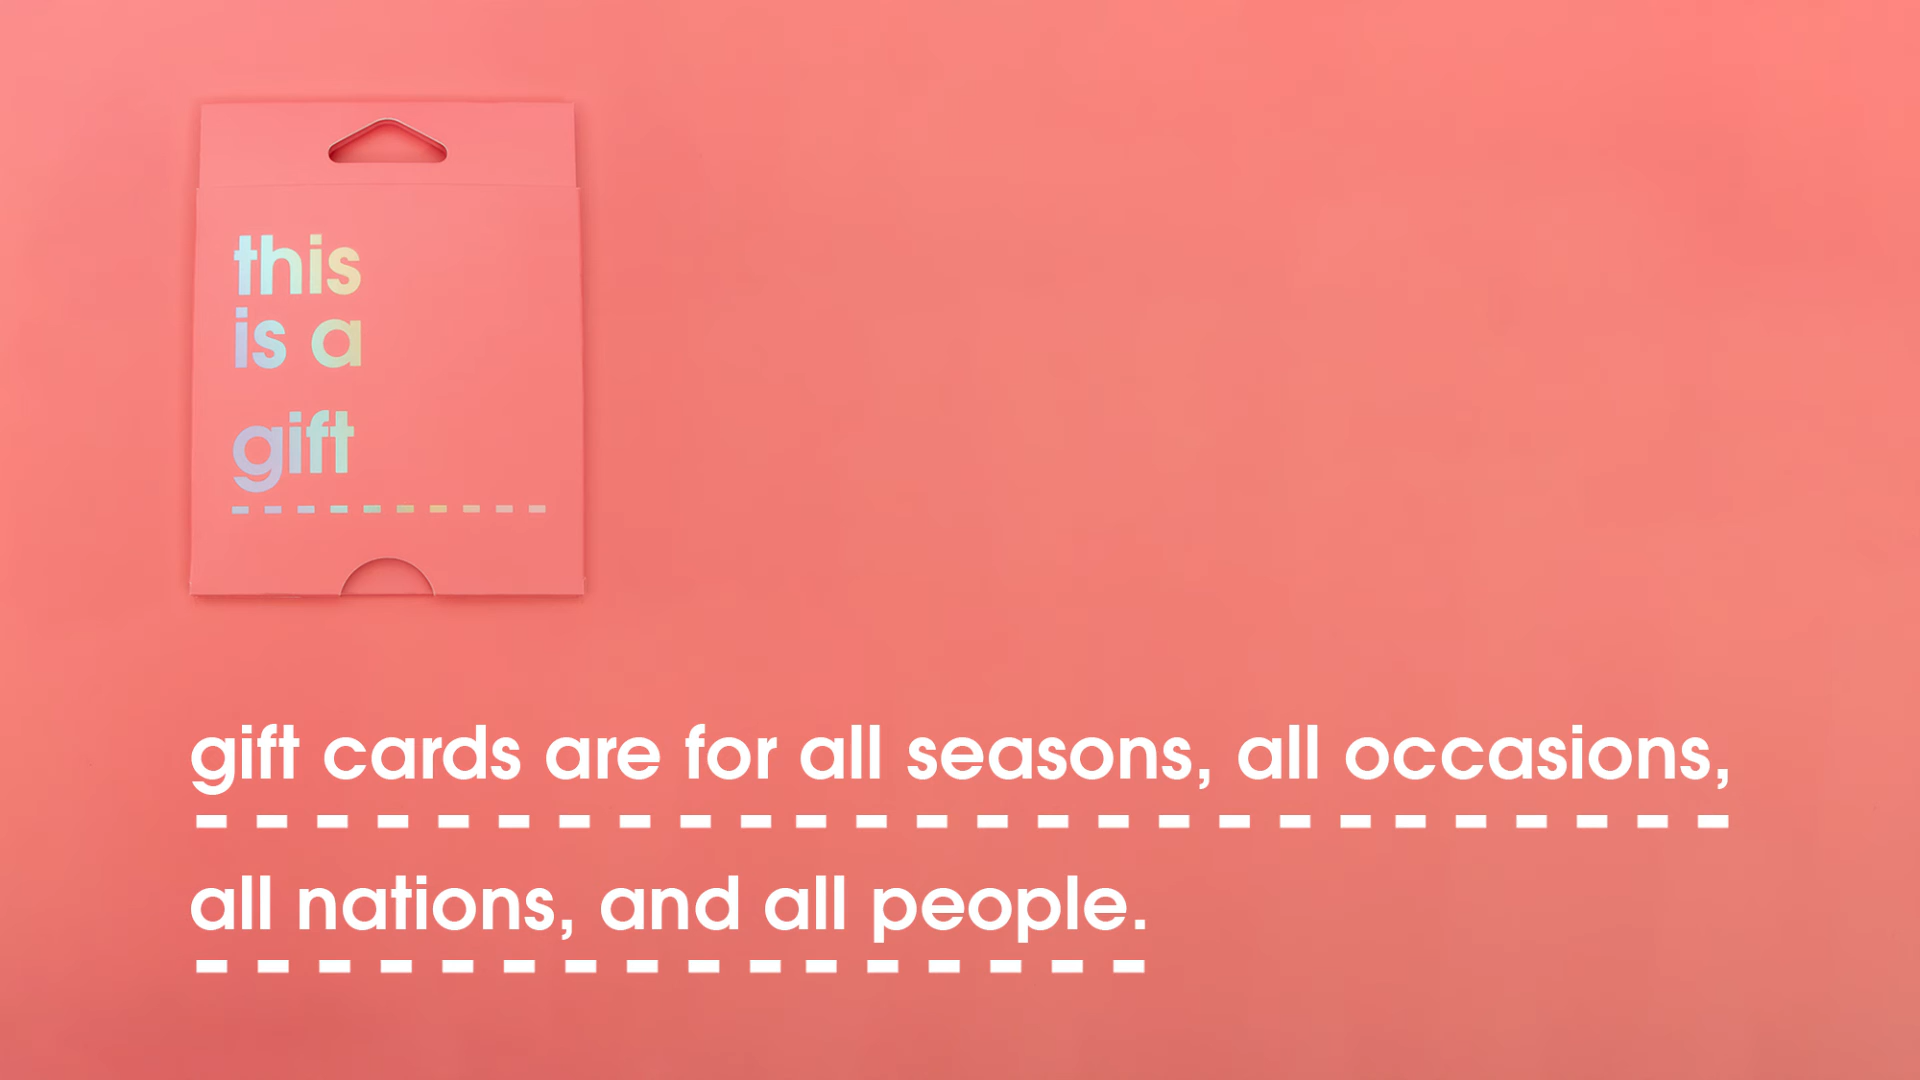 this
is a
gift
gift cards are for all seasons, all occasions,
all nations, and all people.